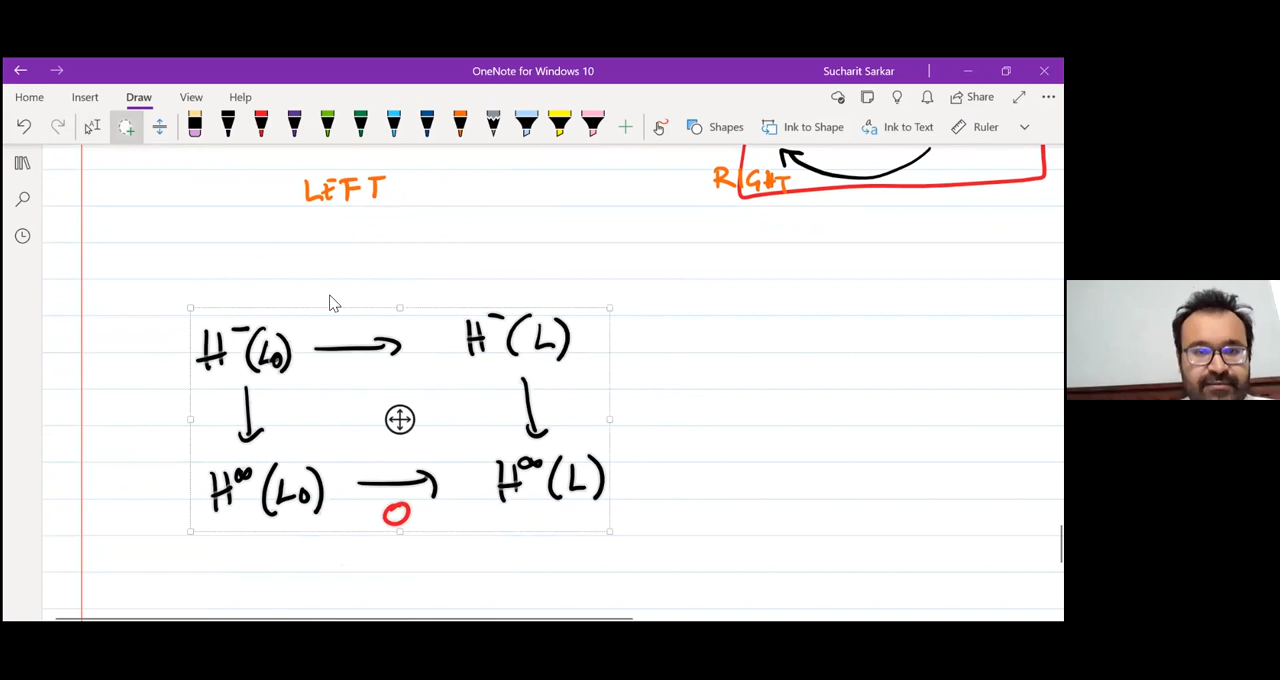 OneNote for Windows 10
Sucharit Sarkar
Home Insert Draw View Help
Share
Shapes Ink to Shape Ink to Text Ruler
LEFT
RIGHT
H⁻(L₀) → H⁻(L)
↓ ↓
H^∞(L₀) → H^∞(L)
0